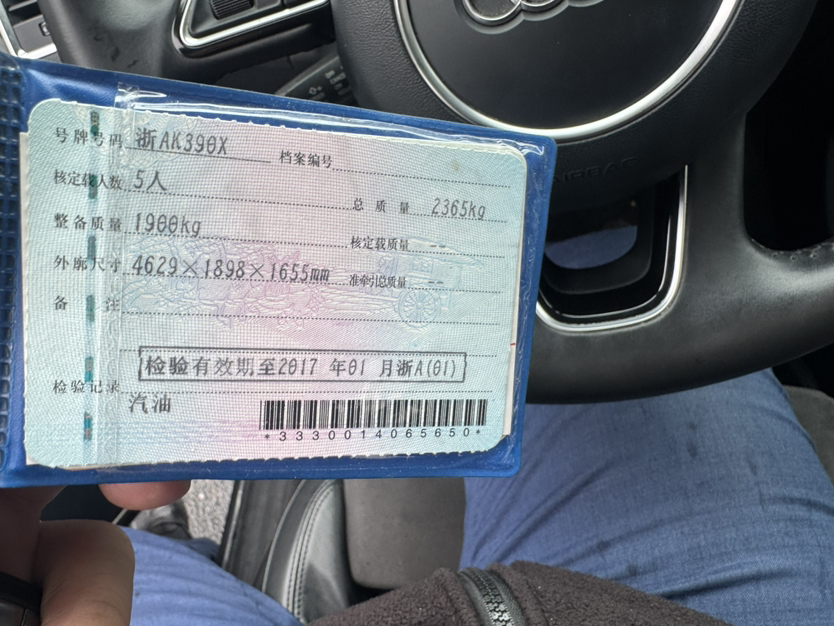 号牌号码 浙AK390X 档案编号
核定载人数 5人 总质量 2365kg
整备质量 1900kg 核定载质量 --
外廓尺寸 4629×1898×1655mm 准牵引总质量 --
备注
检验有效期至2017 年01 月浙A(01)
检验记录
汽油
*3330014065650*
AIRBAG